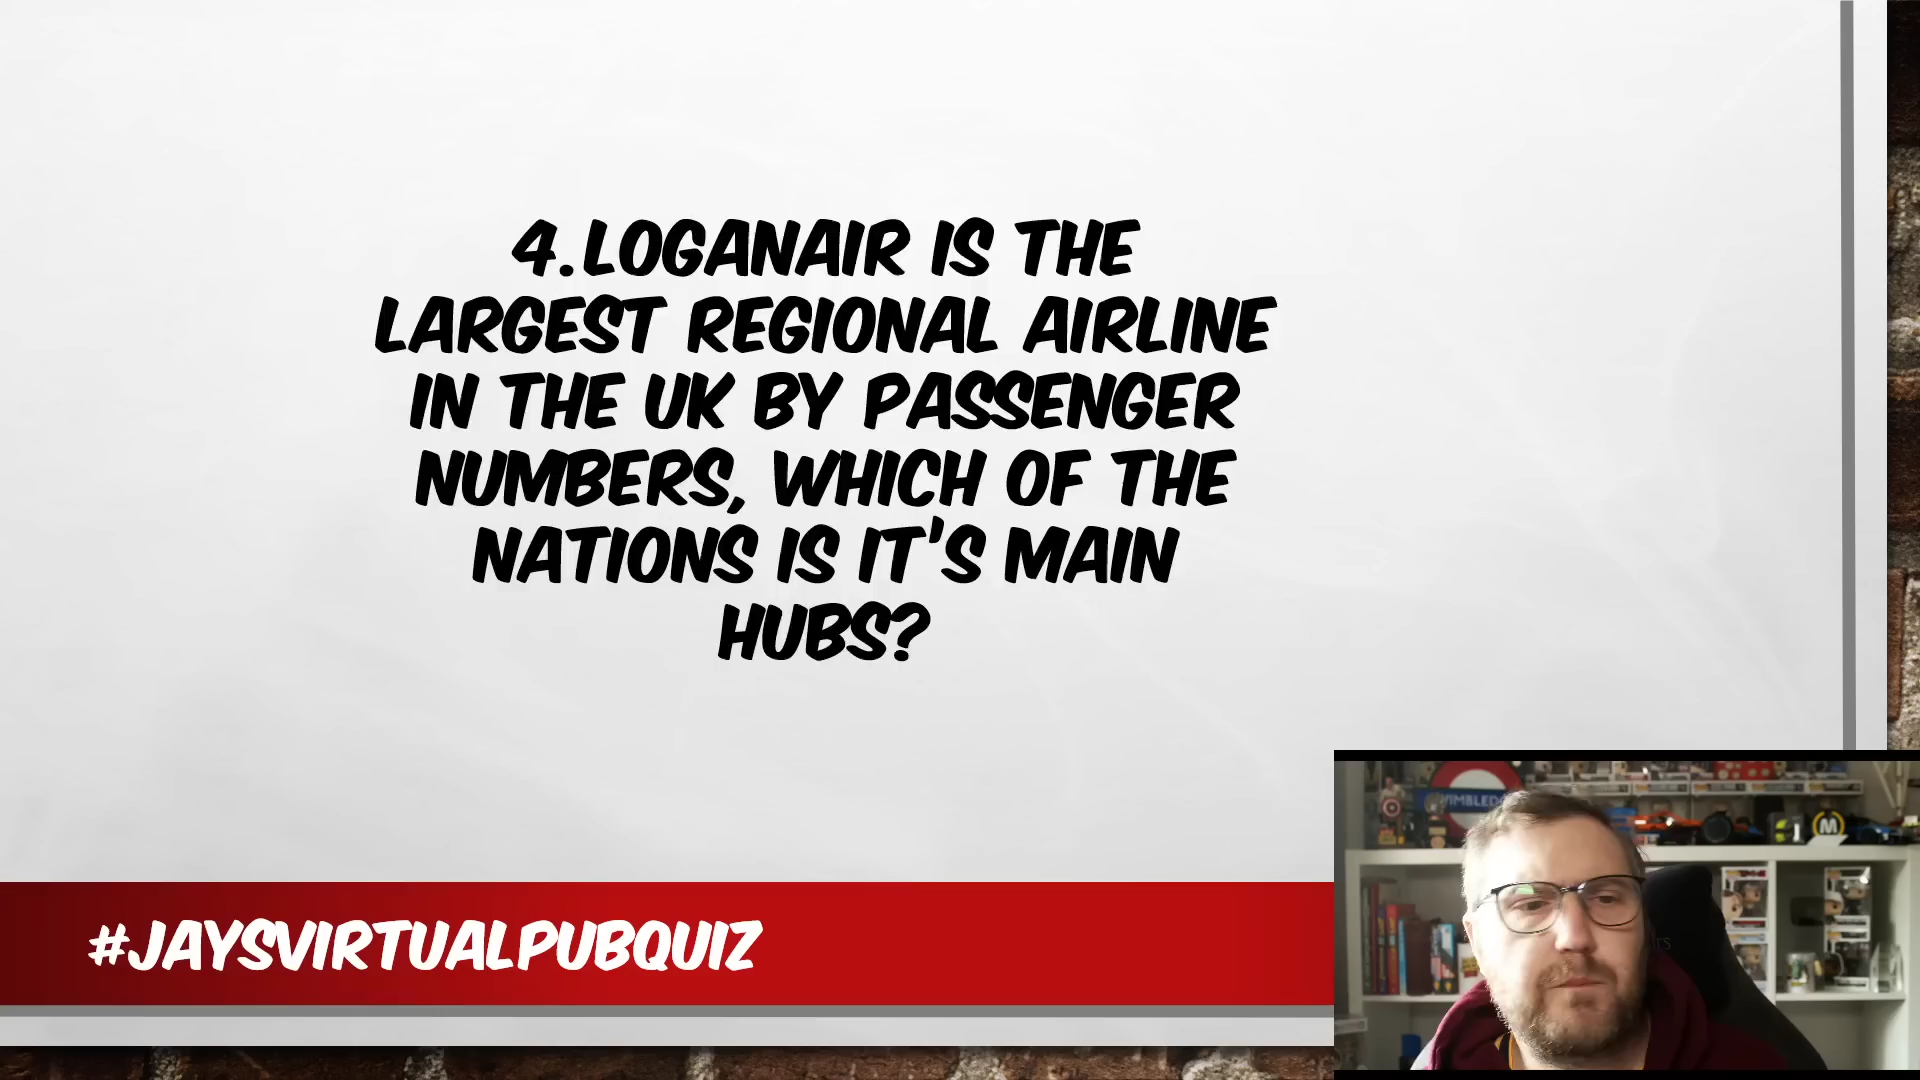 4. LOGANAIR IS THE
LARGEST REGIONAL AIRLINE
IN THE UK BY PASSENGER
NUMBERS, WHICH OF THE
NATIONS IS IT'S MAIN
HUBS?
#JAYSVIRTUALPUBQUIZ